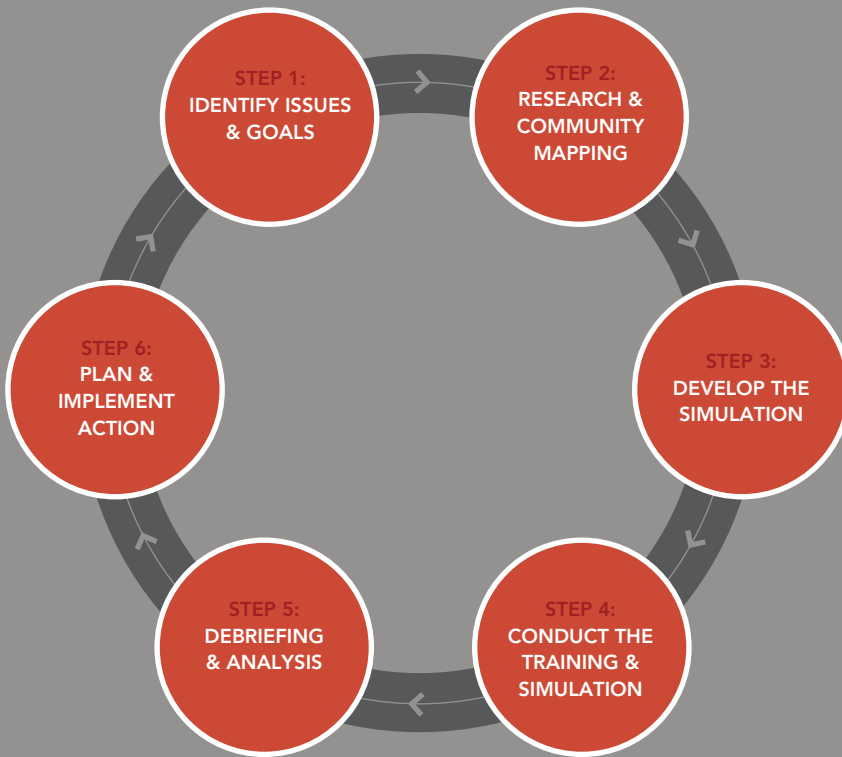 STEP 1:
IDENTIFY ISSUES
& GOALS
STEP 2:
RESEARCH &
COMMUNITY
MAPPING
STEP 3:
DEVELOP THE
SIMULATION
STEP 4:
CONDUCT THE
TRAINING &
SIMULATION
STEP 5:
DEBRIEFING
& ANALYSIS
STEP 6:
PLAN &
IMPLEMENT
ACTION